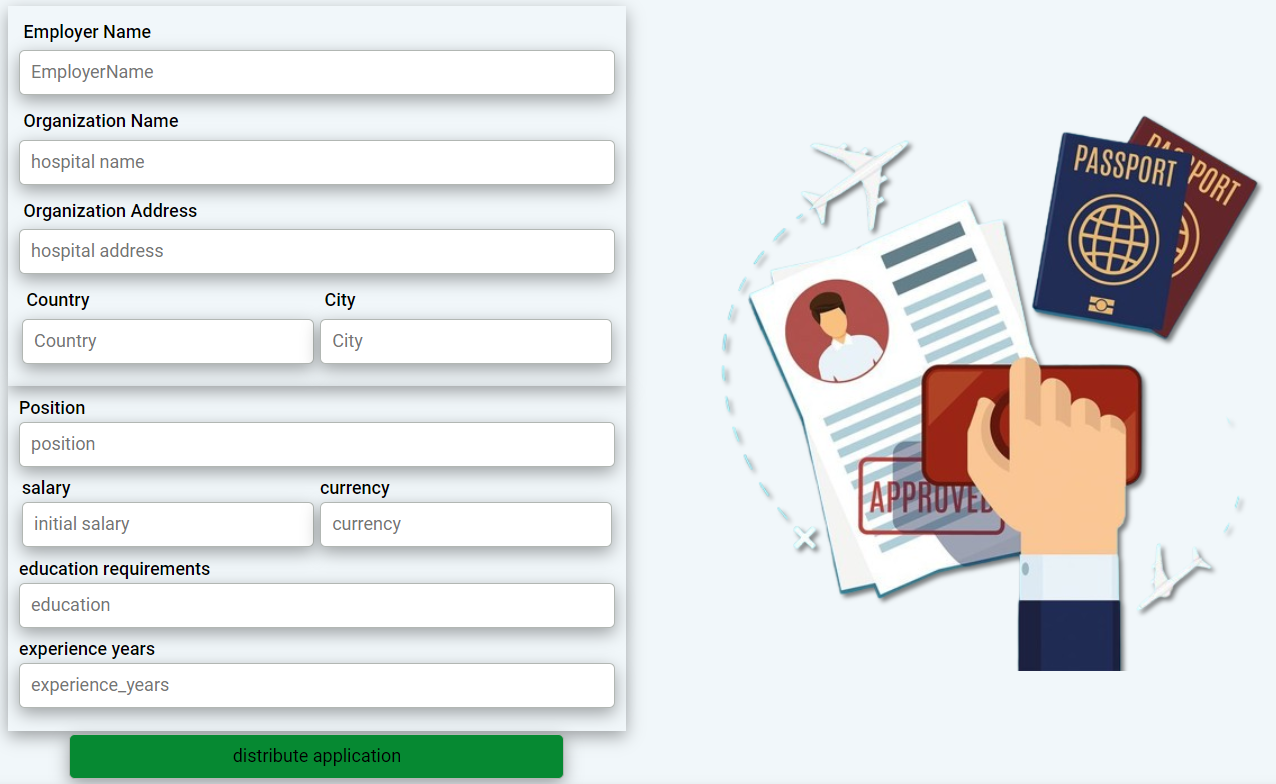 Employer Name
EmployerName
Organization Name
hospital name
Organization Address
hospital address
Country City
Country City
Position
position
salary currency
initial salary currency
education requirements
education
experience years
experience_years
distribute application
PASSPORT
PASSPORT
APPROVED